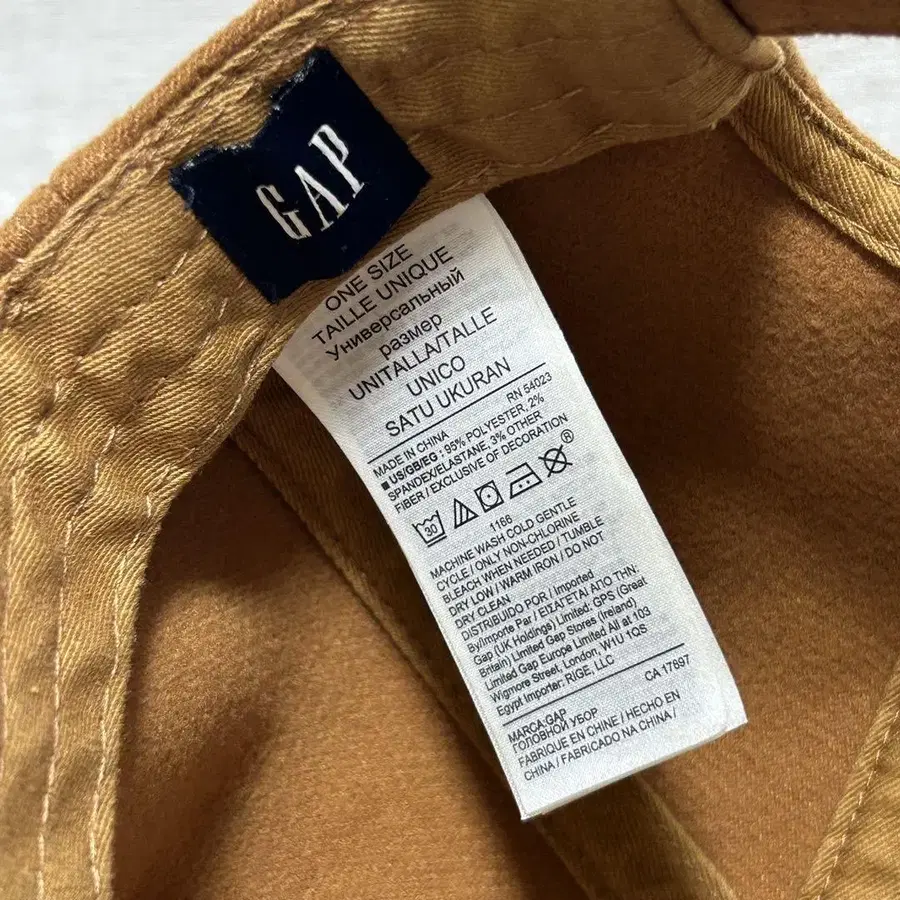 GAP
ONE SIZE
TAILLE UNIQUE
Универсальный
размер
UNITALLA/TALLE
UNICO
SATU UKURAN
RN 54023
MADE IN CHINA
■US/GB/EG : 95% POLYESTER, 2%
SPANDEX/ELASTANE, 3% OTHER
FIBER / EXCLUSIVE OF DECORATION
30
®
1166
MACHINE WASH COLD GENTLE
CYCLE / ONLY NON-CHLORINE
BLEACH WHEN NEEDED / TUMBLE
DRY LOW / WARM IRON / DO NOT
DRY CLEAN
DISTRIBUIDO POR / Imported
By/Importe Par / ΕΙΣΑΓΕΤΑΙ ΑΠΟ ΤΗΝ:
Gap (UK Holdings) Limited: GPS (Great
Britain) Limited Gap Stores (Ireland)
Limited Gap Europe Limited All at 103
Wigmore Street, London, W1U 1QS
Egypt Importer: RIGE, LLC
CA 17897
MARCA:GAP
ГОЛОВНОЙ УБОР
FABRIQUE EN CHINE / HECHO EN
CHINA / FABRICADO NA CHINA /